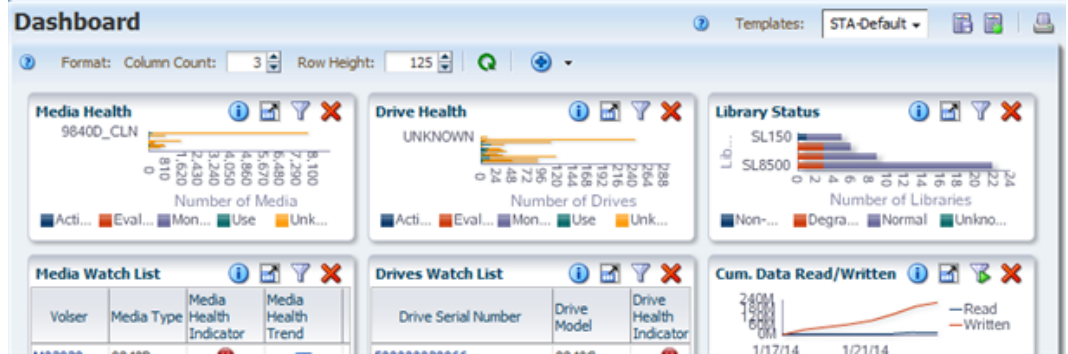 Dashboard
Templates: STA-Default
Format: Column Count: 3 Row Height: 125
Media Health
9840D_CLN
0 810 1,620 2,430 3,240 4,050 4,860 5,670 6,480 7,290 8,100
Number of Media
Acti... Eval... Mon... Use Unk...
Drive Health
UNKNOWN
0 24 48 72 96 120 144 168 192 216 240 264 288
Number of Drives
Acti... Eval... Mon... Use Unk...
Library Status
Lib...
SL150
SL8500
0 2 4 6 8 10 12 14 16 18 20 22 24
Number of Libraries
Non-... Degra... Normal Unkno...
Media Watch List
Volser
Media Type
Media Health Indicator
Media Health Trend
Drives Watch List
Drive Serial Number
Drive Model
Drive Health Indicator
Cum. Data Read/Written
240M
60M
0M
Read
Written
1/17/14 1/21/14